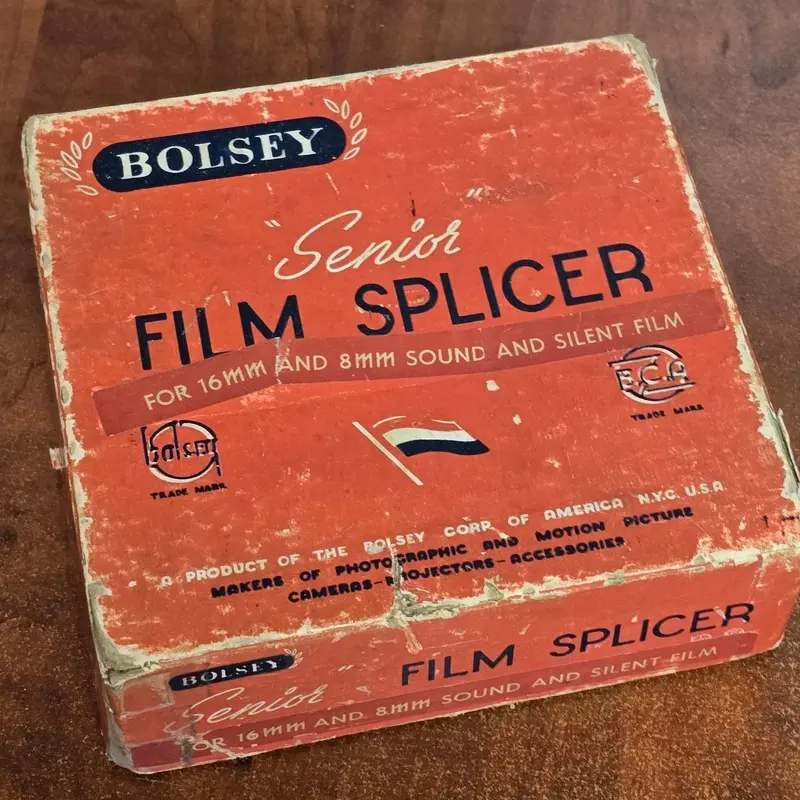 BOLSEY
"Senior"
FILM SPLICER
FOR 16mm AND 8mm SOUND AND SILENT FILM
bolsey
TRADE MARK
E.C.A
TRADE MARK
A PRODUCT OF THE BOLSEY CORP. OF AMERICA N.Y.C. U.S.A.
MAKERS OF PHOTOGRAPHIC AND MOTION PICTURE
CAMERAS-PROJECTORS-ACCESSORIES
BOLSEY
"Senior"
FILM SPLICER
FOR 16mm AND 8mm SOUND AND SILENT FILM